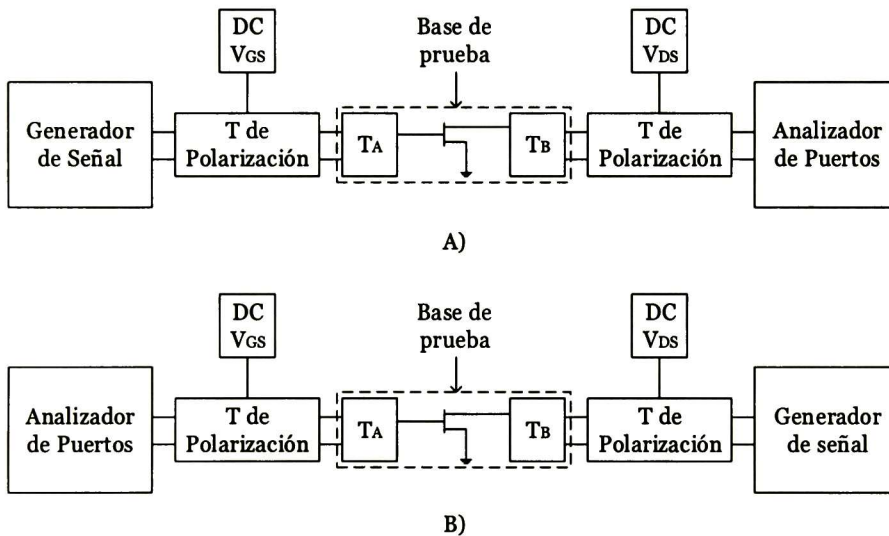 DC
VGS
Base de
prueba
DC
VDS
Generador
de Señal
T de
Polarización
TA
TB
T de
Polarización
Analizador
de Puertos
A)
DC
VGS
Base de
prueba
DC
VDS
Analizador
de Puertos
T de
Polarización
TA
TB
T de
Polarización
Generador
de señal
B)